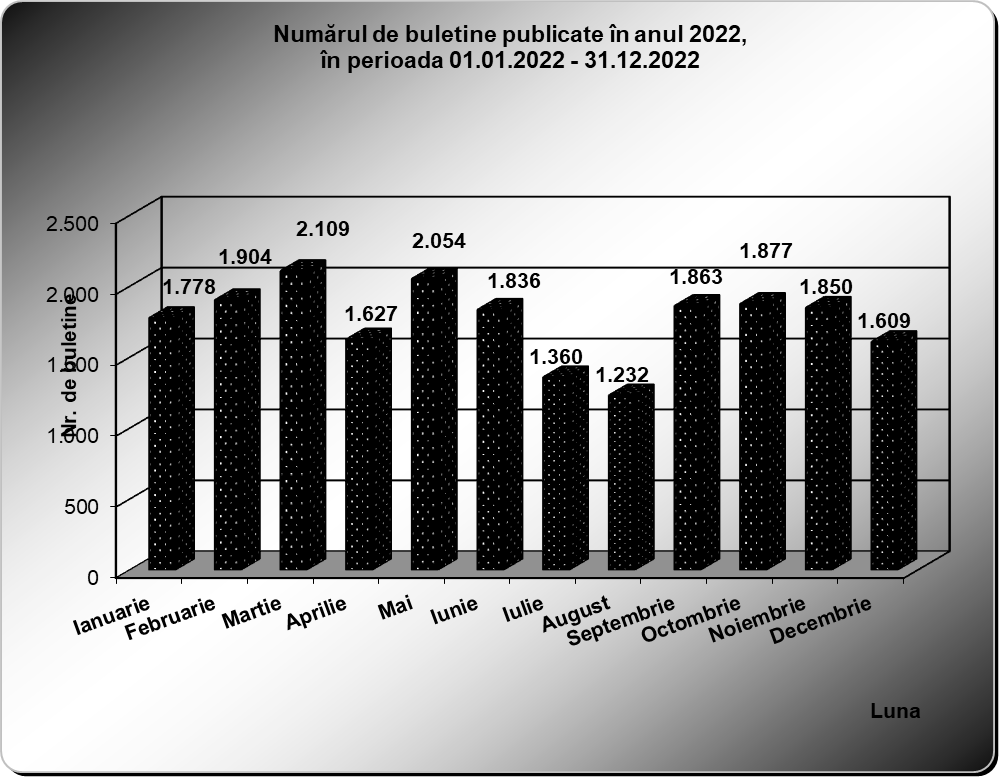 Numărul de buletine publicate în anul 2022,
în perioada 01.01.2022 - 31.12.2022
Nr. de buletine
2.500
2.000
1.500
1.000
500
0
1.778
1.904
2.109
1.627
2.054
1.836
1.360
1.232
1.863
1.877
1.850
1.609
Ianuarie
Februarie
Martie
Aprilie
Mai
Iunie
Iulie
August
Septembrie
Octombrie
Noiembrie
Decembrie
Luna